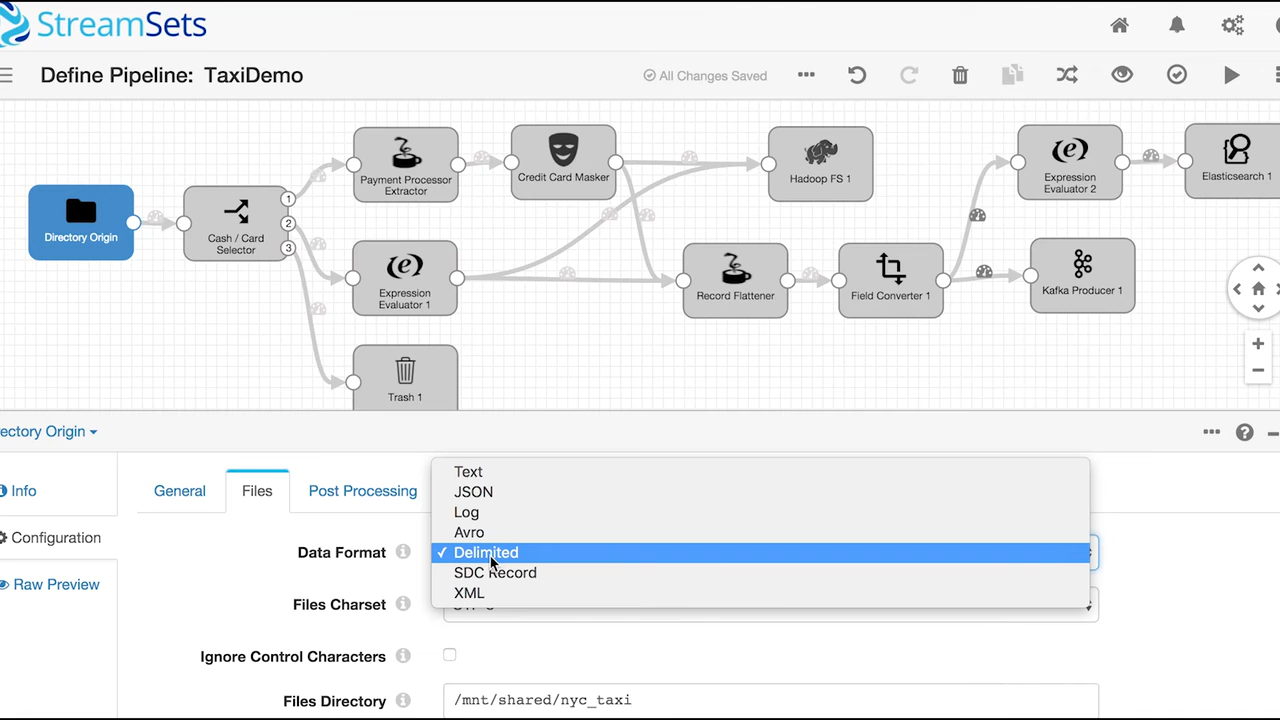 StreamSets
Define Pipeline: TaxiDemo
All Changes Saved
Directory Origin
Cash / Card
Selector
1
2
3
Payment Processor
Extractor
Credit Card Masker
Hadoop FS 1
Expression
Evaluator 2
Elasticsearch 1
Expression
Evaluator 1
Record Flattener
Field Converter 1
Kafka Producer 1
Trash 1
ectory Origin
Info
Configuration
Raw Preview
General
Files
Post Processing
Data Format
Text
JSON
Log
Avro
Delimited
SDC Record
XML
Files Charset
Ignore Control Characters
Files Directory
/mnt/shared/nyc_taxi